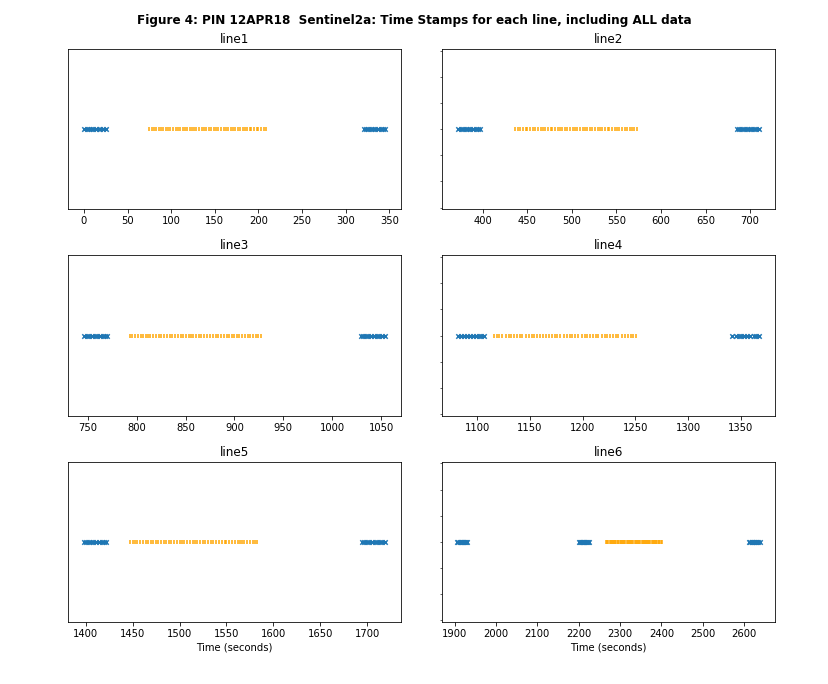 Figure 4: PIN 12APR18  Sentinel2a: Time Stamps for each line, including ALL data
line1
line2
0 50 100 150 200 250 300 350
400 450 500 550 600 650 700
line3
line4
750 800 850 900 950 1000 1050
1100 1150 1200 1250 1300 1350
line5
line6
1400 1450 1500 1550 1600 1650 1700
1900 2000 2100 2200 2300 2400 2500 2600
Time (seconds)
Time (seconds)